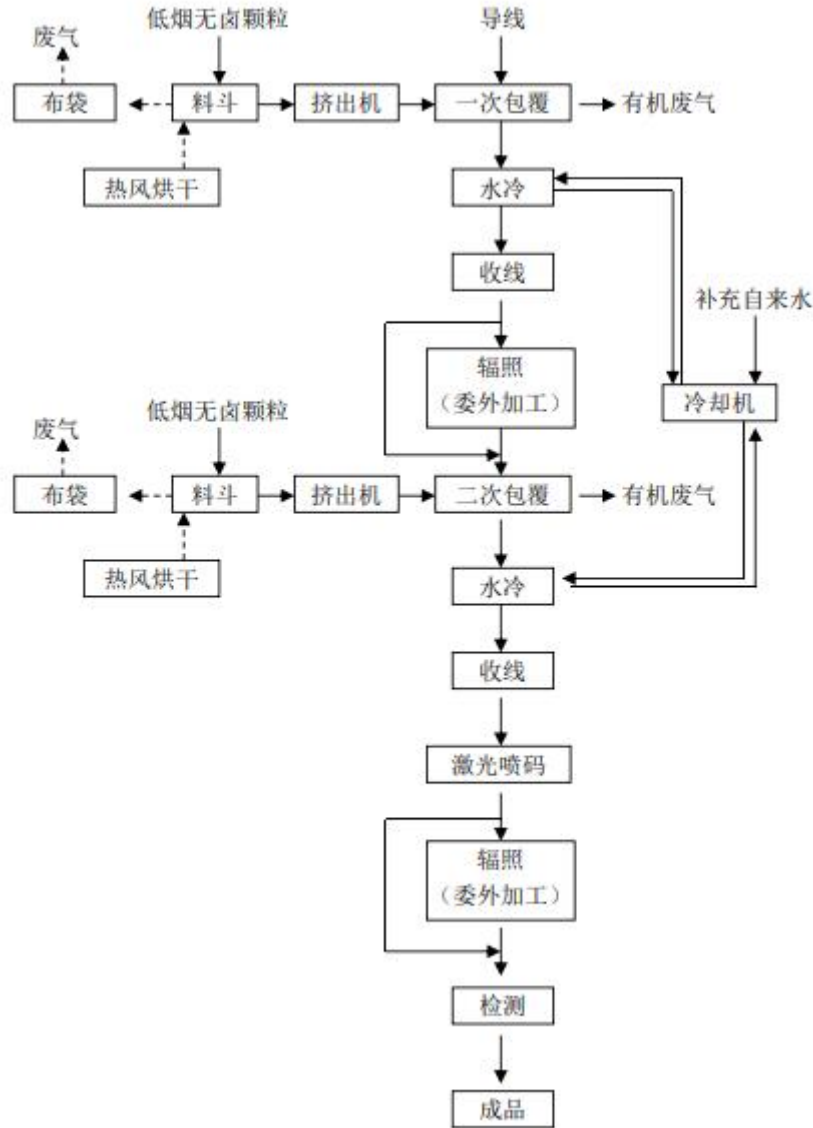 低烟无卤颗粒
导线
废气
布袋
料斗
挤出机
一次包覆
有机废气
热风烘干
水冷
收线
补充自来水
辐照
（委外加工）
冷却机
低烟无卤颗粒
废气
布袋
料斗
挤出机
二次包覆
有机废气
热风烘干
水冷
收线
激光喷码
辐照
（委外加工）
检测
成品